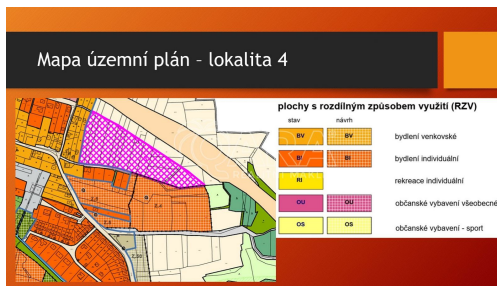 Mapa územní plán – lokalita 4
plochy s rozdílným způsobem využití (RZV)
stav návrh
BV BV bydlení venkovské
BI BI bydlení individuální
RI rekreace individuální
OU OU občanské vybavení všeobecné
OS OS občanské vybavení - sport